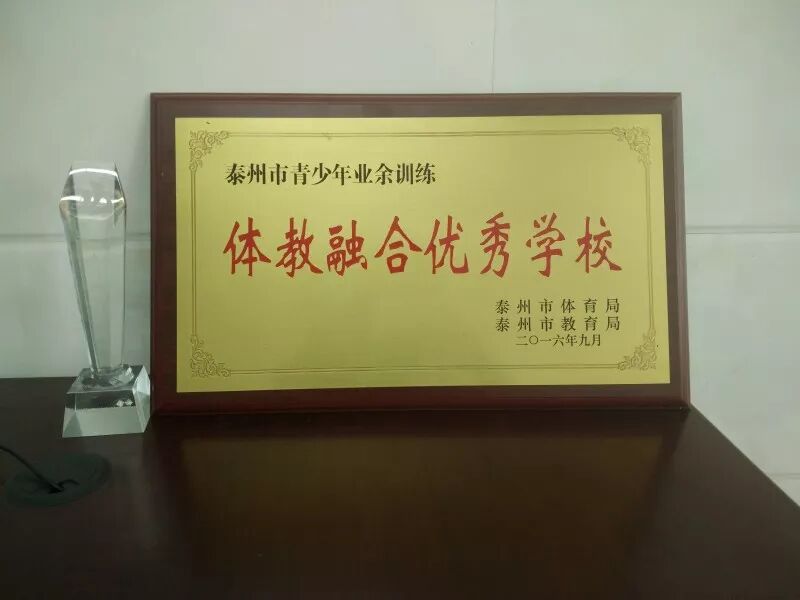 泰州市青少年业余训练
体教融合优秀学校
泰州市体育局
泰州市教育局
二〇一六年九月